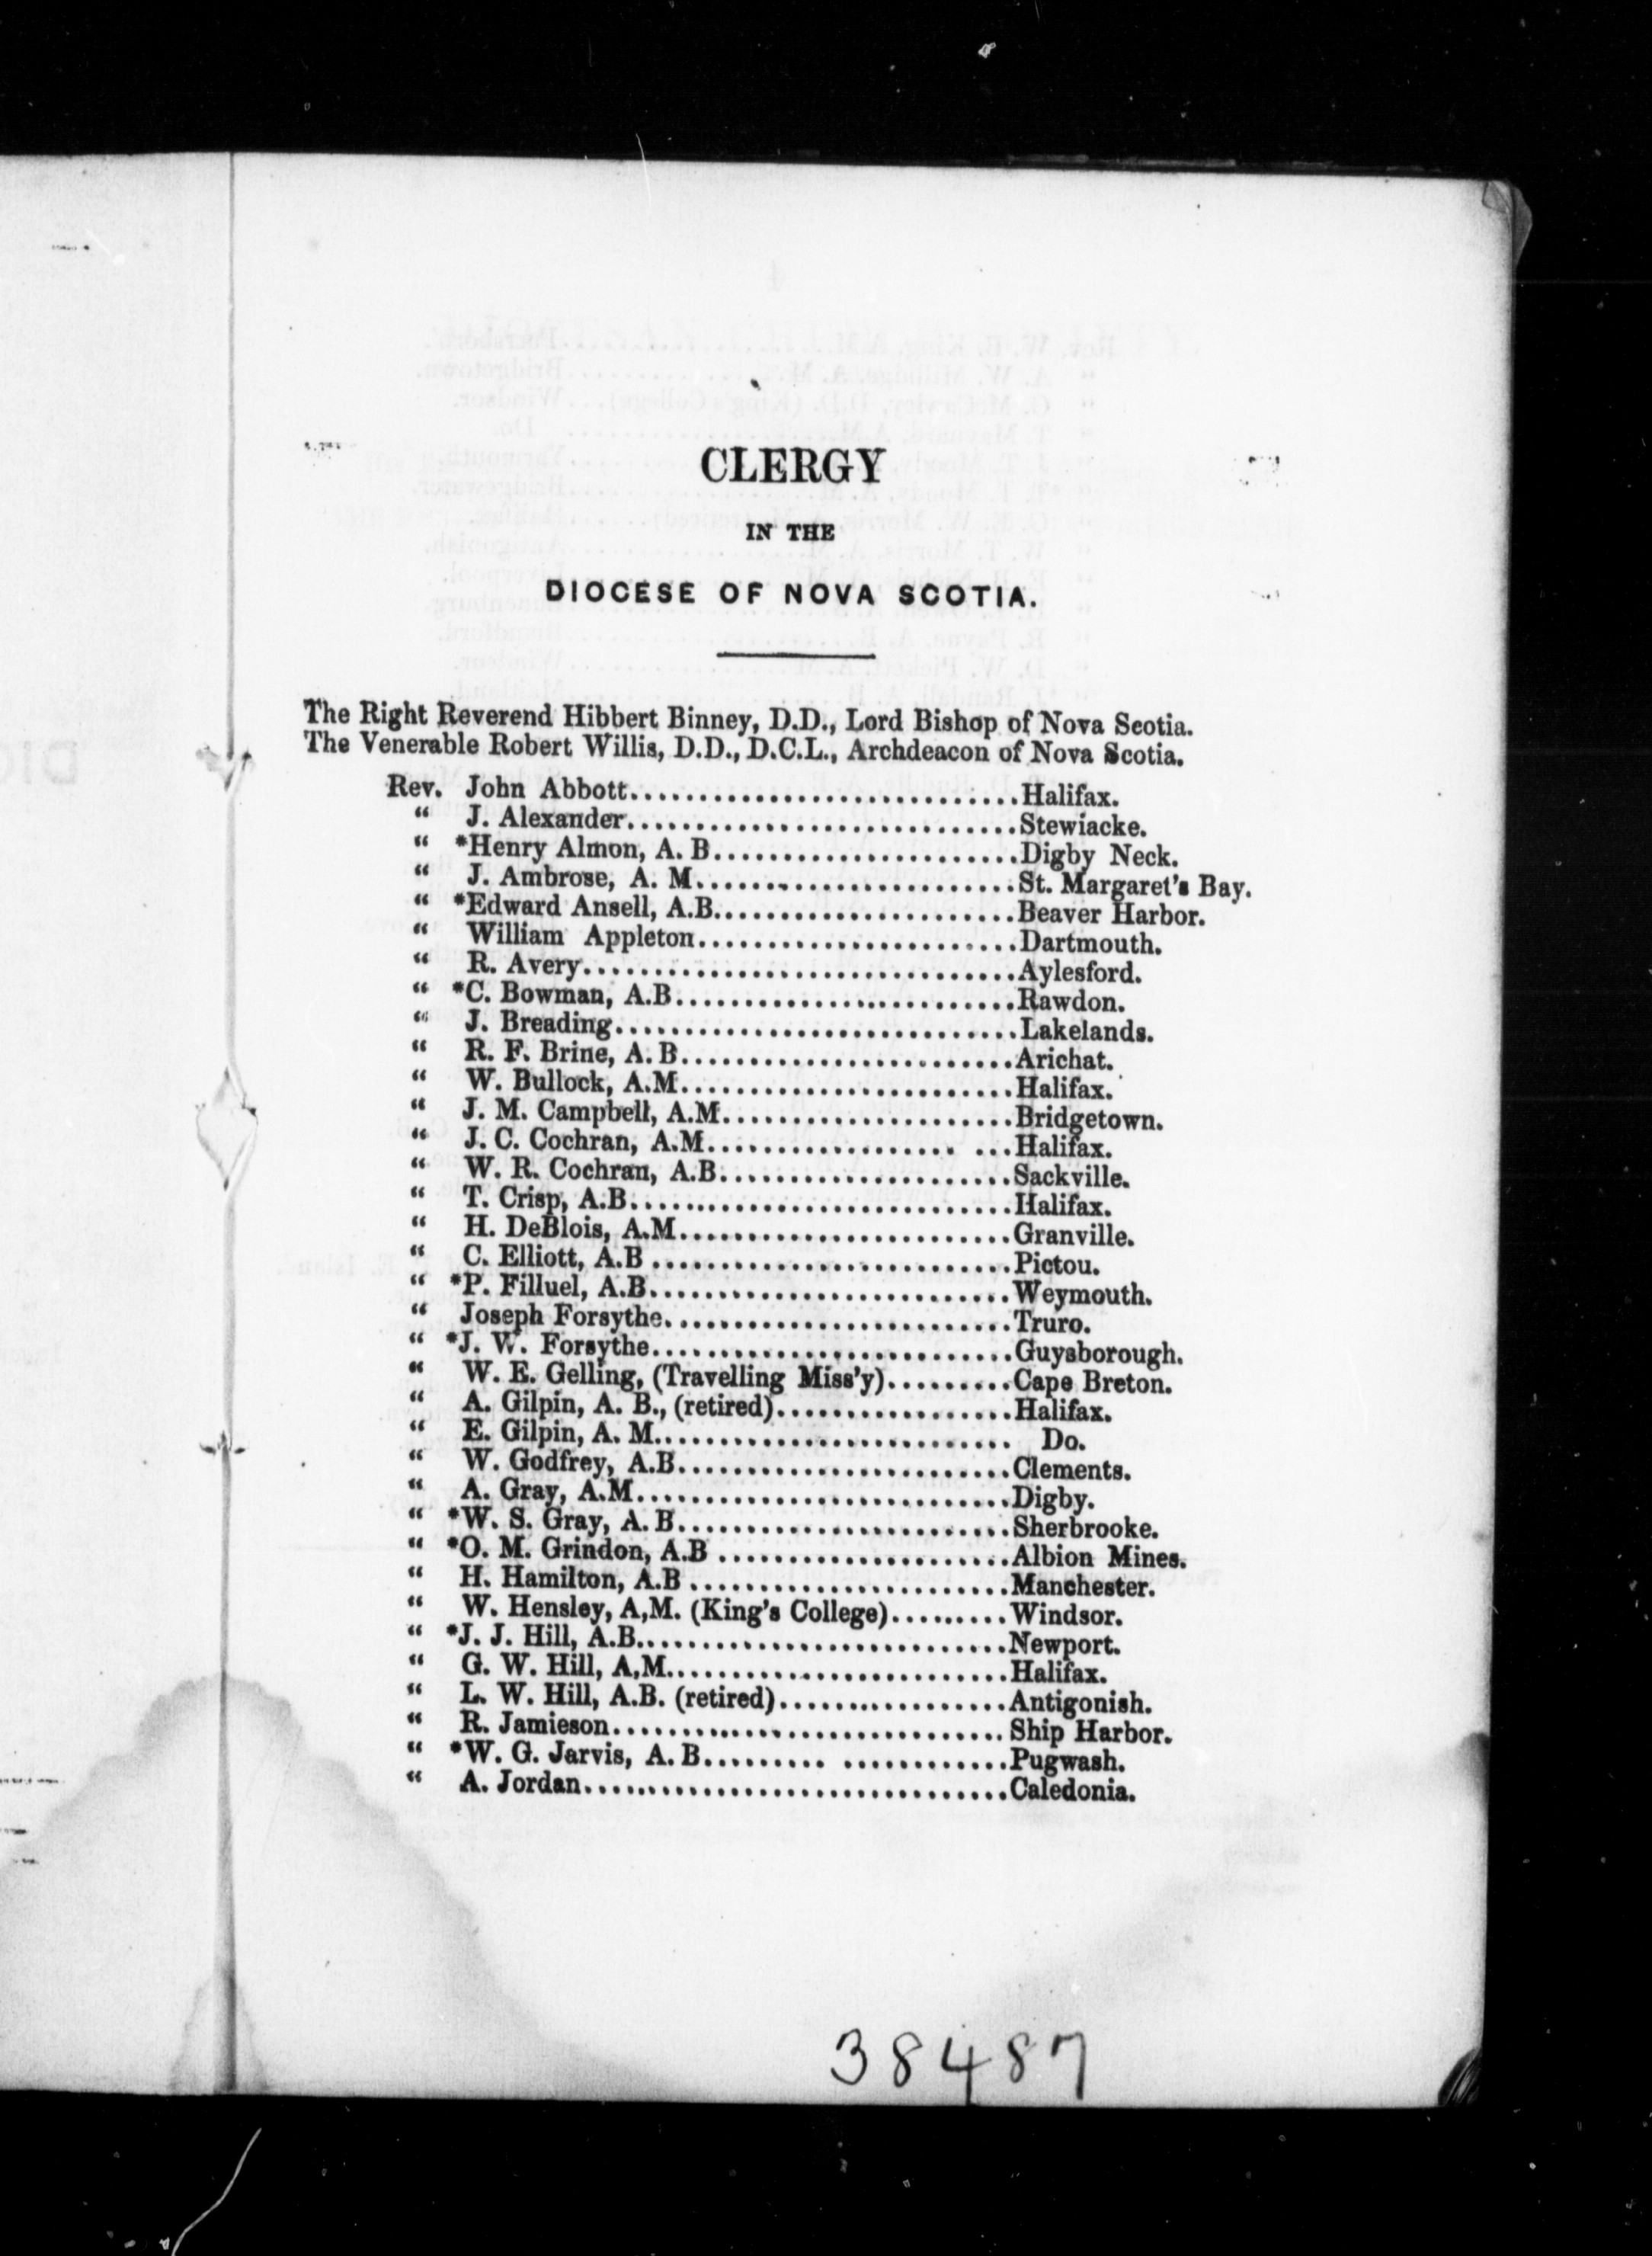 CLERGY
IN THE
DIOCESE OF NOVA SCOTIA.
The Right Reverend Hibbert Binney, D.D., Lord Bishop of Nova Scotia.
The Venerable Robert Willis, D.D., D.C.L., Archdeacon of Nova Scotia.
Rev. John Abbott............................Halifax.
“ J. Alexander............................Stewiacke.
“ *Henry Almon, A. B......................Digby Neck.
“ J. Ambrose, A. M.......................St. Margaret's Bay.
“ *Edward Ansell, A.B......................Beaver Harbor.
“ William Appleton.......................Dartmouth.
“ R. Avery...............................Aylesford.
“ *C. Bowman, A.B.........................Rawdon.
“ J. Breading.............................Lakelands.
“ R. F. Brine, A. B........................Arichat.
“ W. Bullock, A.M........................Halifax.
“ J. M. Campbell, A.M.....................Bridgetown.
“ J. C. Cochran, A.M.................. ...Halifax.
“ W. R. Cochran, A.B.....................Sackville.
“ T. Crisp, A.B............................Halifax.
“ H. DeBlois, A.M........................Granville.
“ C. Elliott, A.B ..........................Pictou.
“ *P. Filluel, A.B..........................Weymouth.
“ Joseph Forsythe.........................Truro.
“ *J. W. Forsythe..........................Guysborough.
“ W. E. Gelling, (Travelling Miss'y).........Cape Breton.
“ A. Gilpin, A. B., (retired).................Halifax.
“ E. Gilpin, A. M.......................... Do.
“ W. Godfrey, A.B........................Clements.
“ A. Gray, A.M...........................Digby.
“ *W. S. Gray, A. B........................Sherbrooke.
“ *O. M. Grindon, A.B .....................Albion Mines.
“ H. Hamilton, A.B .......................Manchester.
“ W. Hensley, A,M. (King's College).........Windsor.
“ *J. J. Hill, A.B...........................Newport.
“ G. W. Hill, A,M.........................Halifax.
“ L. W. Hill, A.B. (retired).................Antigonish.
“ R. Jamieson............................Ship Harbor.
“ *W. G. Jarvis, A. B......... ............Pugwash.
“ A. Jordan..............................Caledonia.
38487